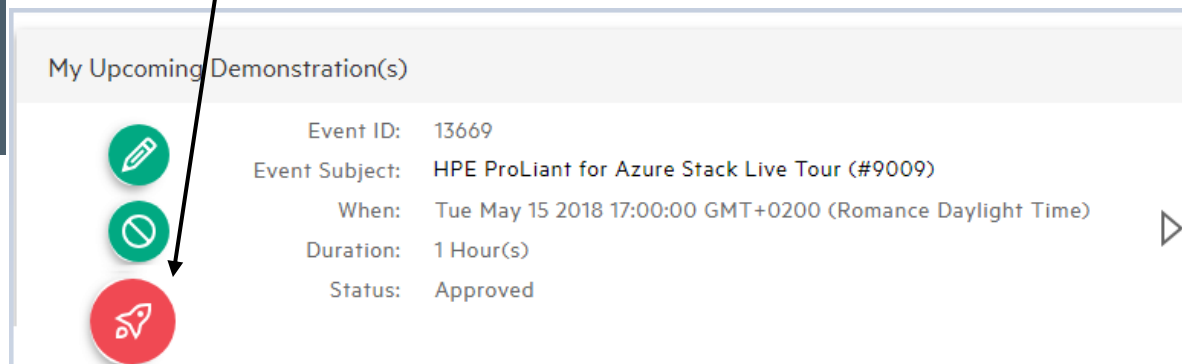 My Upcoming Demonstration(s)
Event ID: 13669
Event Subject: HPE ProLiant for Azure Stack Live Tour (#9009)
When: Tue May 15 2018 17:00:00 GMT+0200 (Romance Daylight Time)
Duration: 1 Hour(s)
Status: Approved